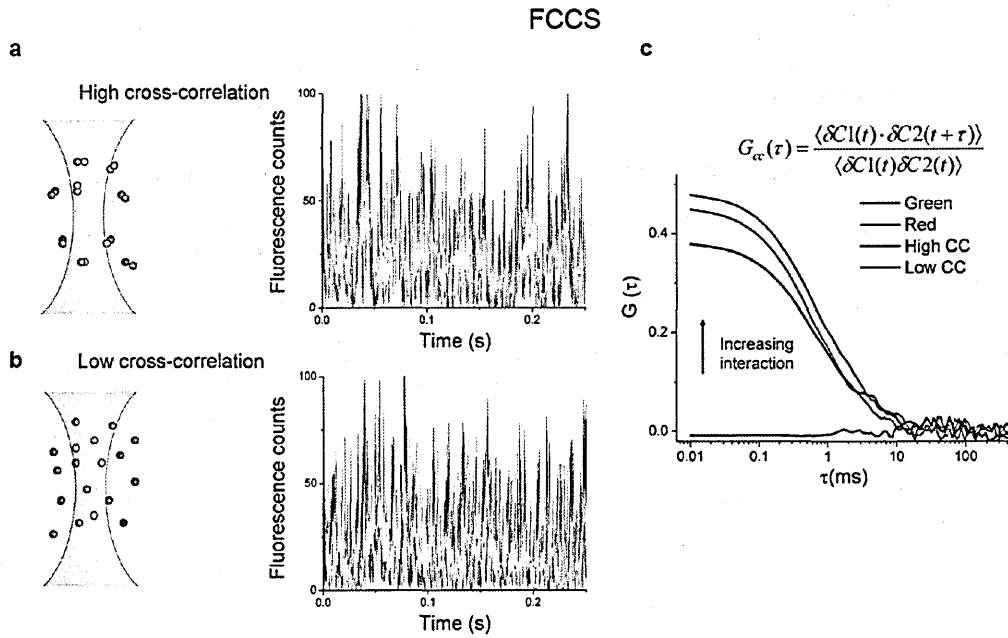 FCCS
a
High cross-correlation
Fluorescence counts
100
50
0
0.0 0.1 0.2
Time (s)
b
Low cross-correlation
Fluorescence counts
100
50
0
0.0 0.1 0.2
Time (s)
c
G_cc(τ) = ⟨δC1(t)·δC2(t+τ)⟩ / ⟨δC1(t)δC2(t)⟩
Green
Red
High CC
Low CC
G (τ)
0.4
0.2
0.0
Increasing
interaction
0.01 0.1 1 10 100
τ(ms)